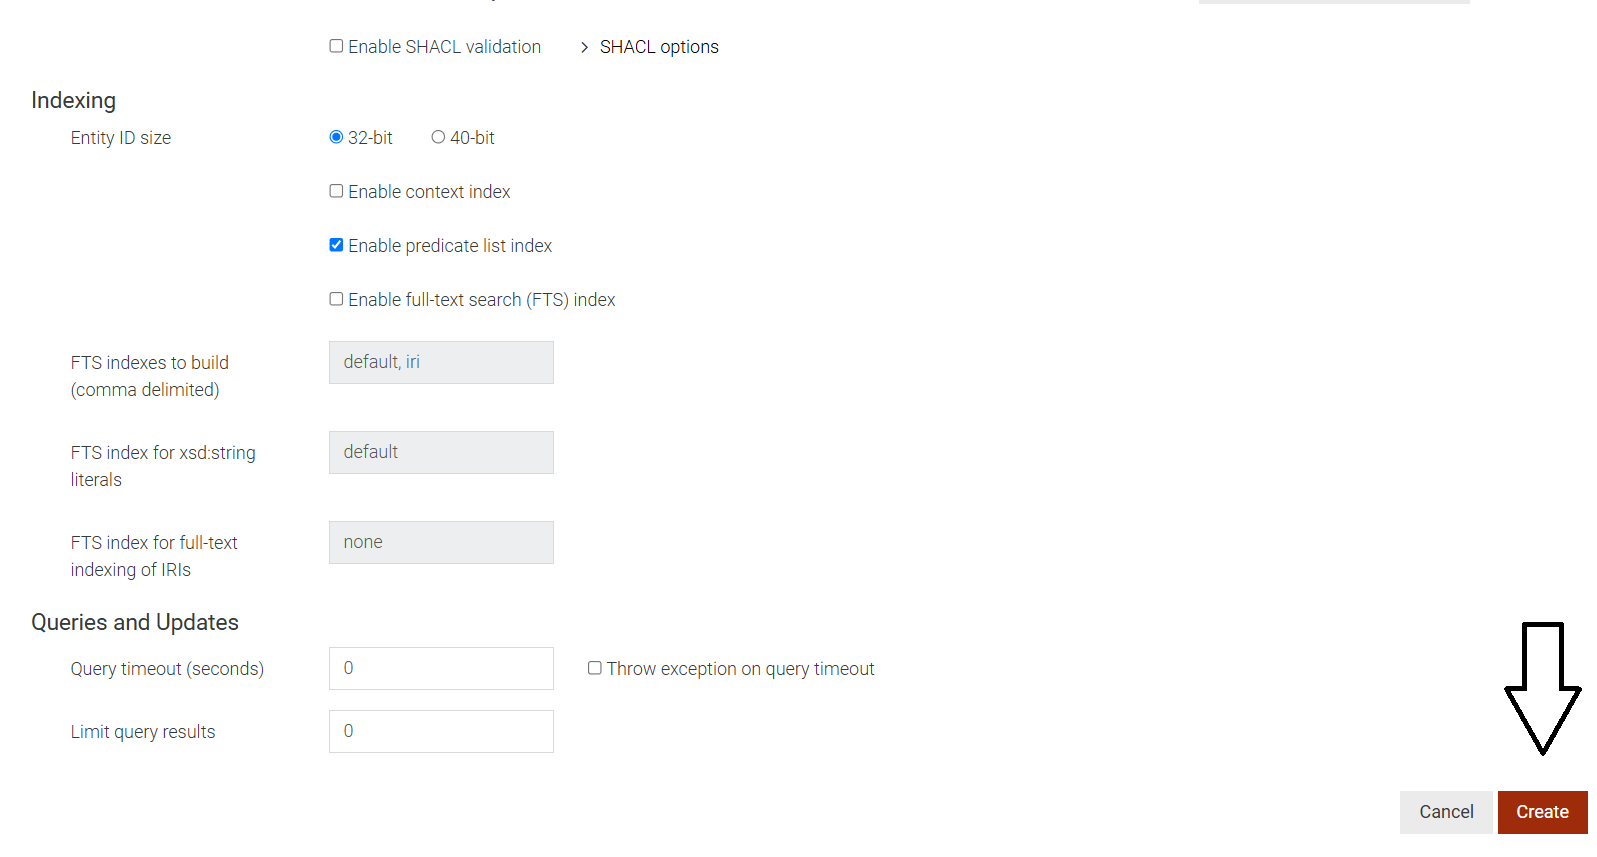 Enable SHACL validation
SHACL options
Indexing
Entity ID size
32-bit
40-bit
Enable context index
Enable predicate list index
Enable full-text search (FTS) index
FTS indexes to build
(comma delimited)
default, iri
FTS index for xsd:string
literals
default
FTS index for full-text
indexing of IRIs
none
Queries and Updates
Query timeout (seconds)
0
Throw exception on query timeout
Limit query results
0
Cancel
Create